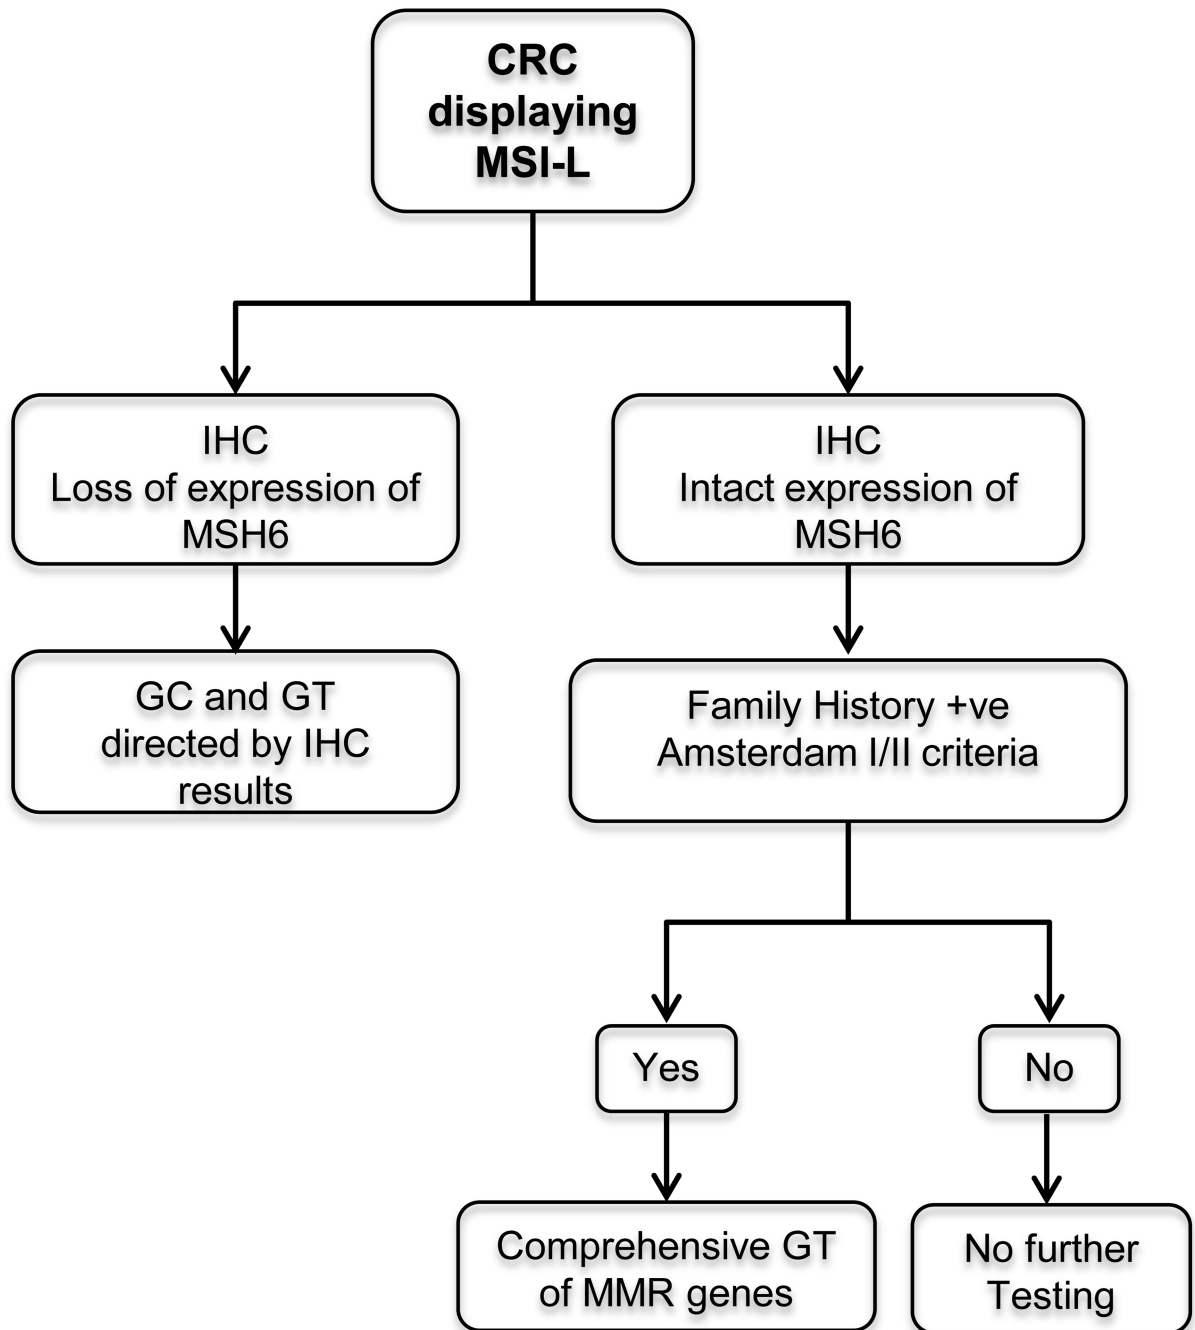 CRC
displaying
MSI-L
IHC
Loss of expression of
MSH6
IHC
Intact expression of
MSH6
GC and GT
directed by IHC
results
Family History +ve
Amsterdam I/II criteria
Yes
No
Comprehensive GT
of MMR genes
No further
Testing